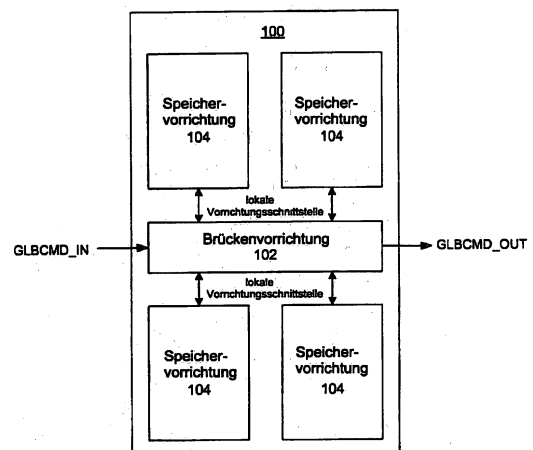 100
Speicher-
vorrichtung
104
Speicher-
vorrichtung
104
lokale
Vorrichtungsschnittstelle
GLBCMD_IN
Brückenvorrichtung
102
GLBCMD_OUT
lokale
Vorrichtungsschnittstelle
Speicher-
vorrichtung
104
Speicher-
vorrichtung
104